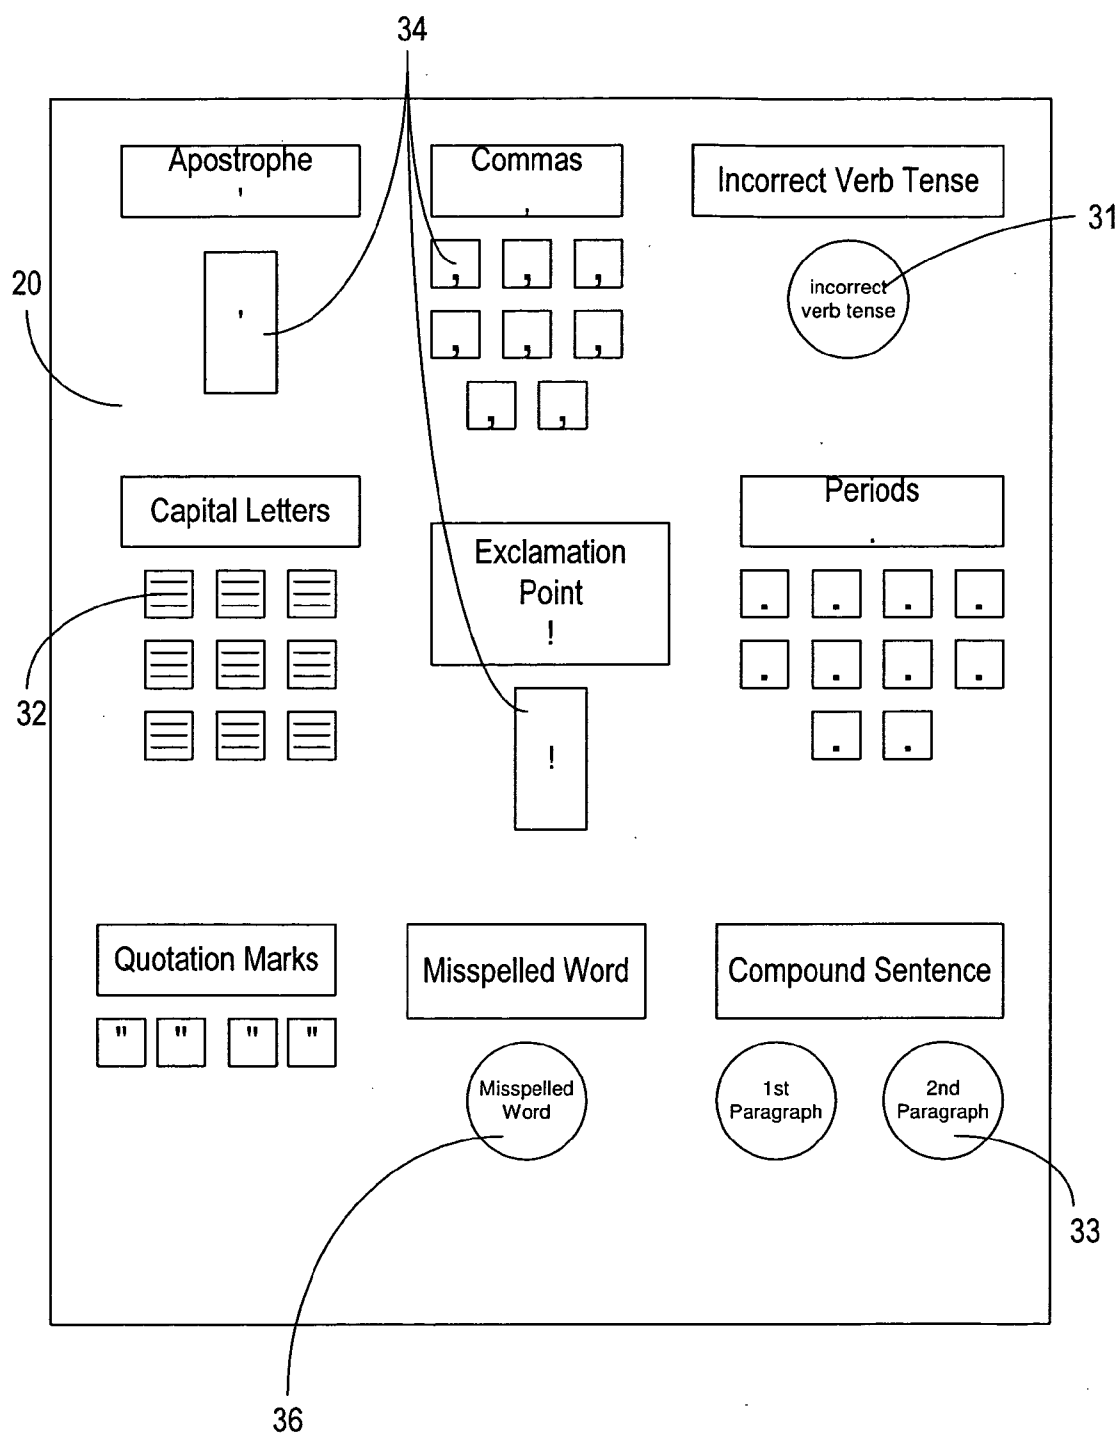 34
Apostrophe
'
Commas
,
Incorrect Verb Tense
31
20
'
, , ,
, , ,
, ,
incorrect
verb tense
Capital Letters
32
Exclamation
Point
!
!
Periods
.
. . . .
. . . .
. .
Quotation Marks
" " " "
Misspelled Word
Misspelled
Word
36
Compound Sentence
1st
Paragraph
2nd
Paragraph
33